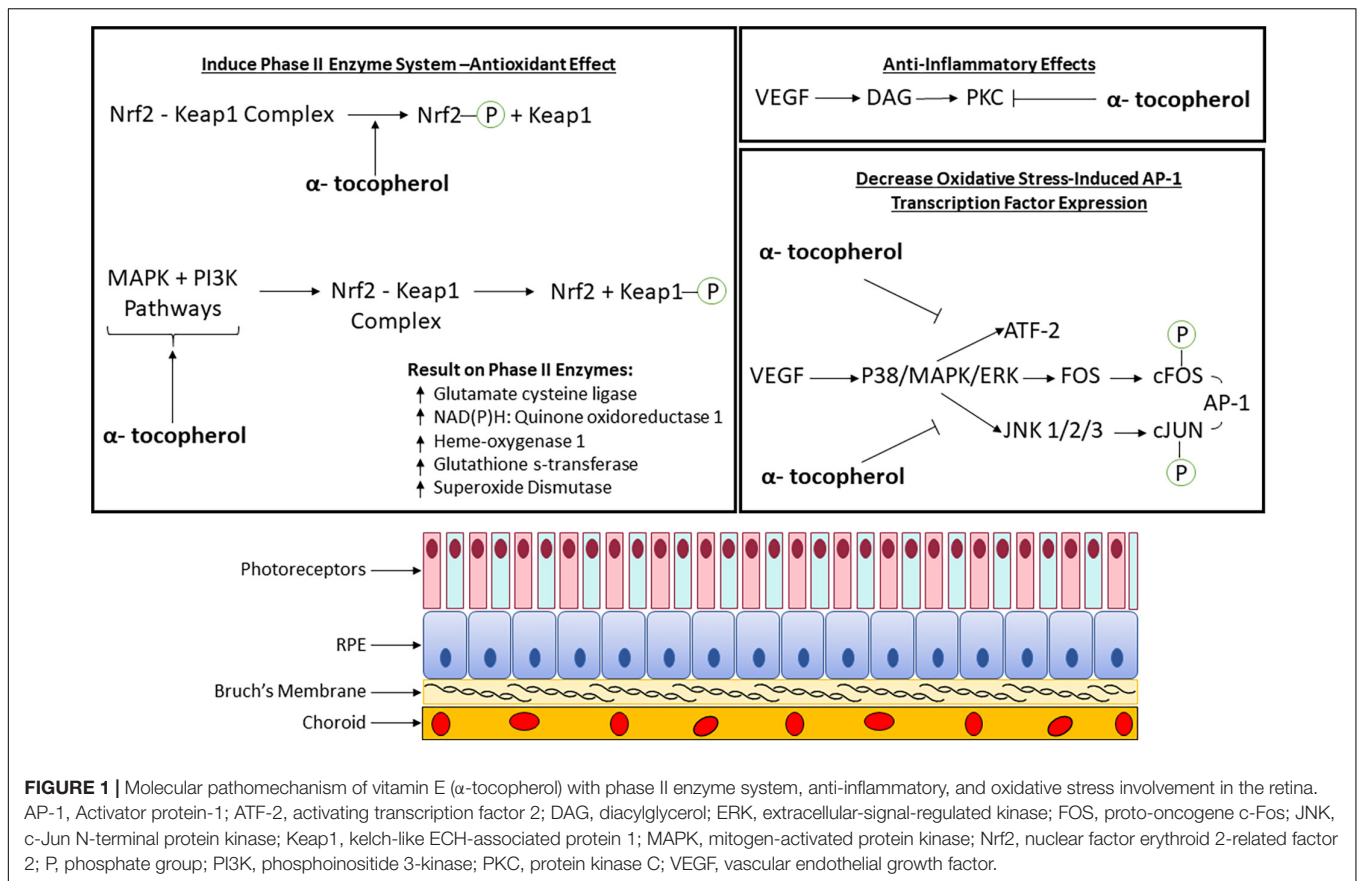 Induce Phase II Enzyme System –Antioxidant Effect
Nrf2 - Keap1 Complex
Nrf2 P + Keap1
α- tocopherol
MAPK + PI3K
Pathways
Nrf2 - Keap1
Complex
Nrf2 + Keap1 P
α- tocopherol
Result on Phase II Enzymes:
Glutamate cysteine ligase
NAD(P)H: Quinone oxidoreductase 1
Heme-oxygenase 1
Glutathione s-transferase
Superoxide Dismutase
Anti-Inflammatory Effects
VEGF DAG PKC α- tocopherol
Decrease Oxidative Stress-Induced AP-1
Transcription Factor Expression
α- tocopherol
ATF-2
P
VEGF P38/MAPK/ERK FOS cFOS
AP-1
JNK 1/2/3 cJUN
α- tocopherol
P
Photoreceptors
RPE
Bruch's Membrane
Choroid
FIGURE 1 | Molecular pathomechanism of vitamin E (α-tocopherol) with phase II enzyme system, anti-inflammatory, and oxidative stress involvement in the retina.
AP-1, Activator protein-1; ATF-2, activating transcription factor 2; DAG, diacylglycerol; ERK, extracellular-signal-regulated kinase; FOS, proto-oncogene c-Fos; JNK,
c-Jun N-terminal protein kinase; Keap1, kelch-like ECH-associated protein 1; MAPK, mitogen-activated protein kinase; Nrf2, nuclear factor erythroid 2-related factor
2; P, phosphate group; PI3K, phosphoinositide 3-kinase; PKC, protein kinase C; VEGF, vascular endothelial growth factor.